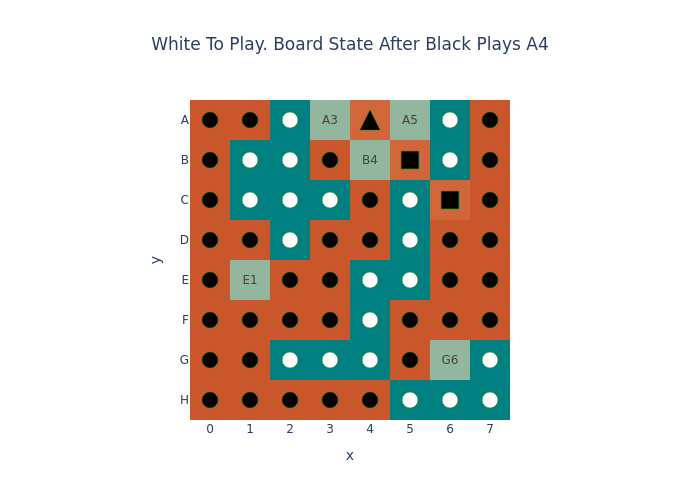 White To Play. Board State After Black Plays A4
A A3 A5
B B4
C
D
E E1
F
G G6
H
0 1 2 3 4 5 6 7
y
x